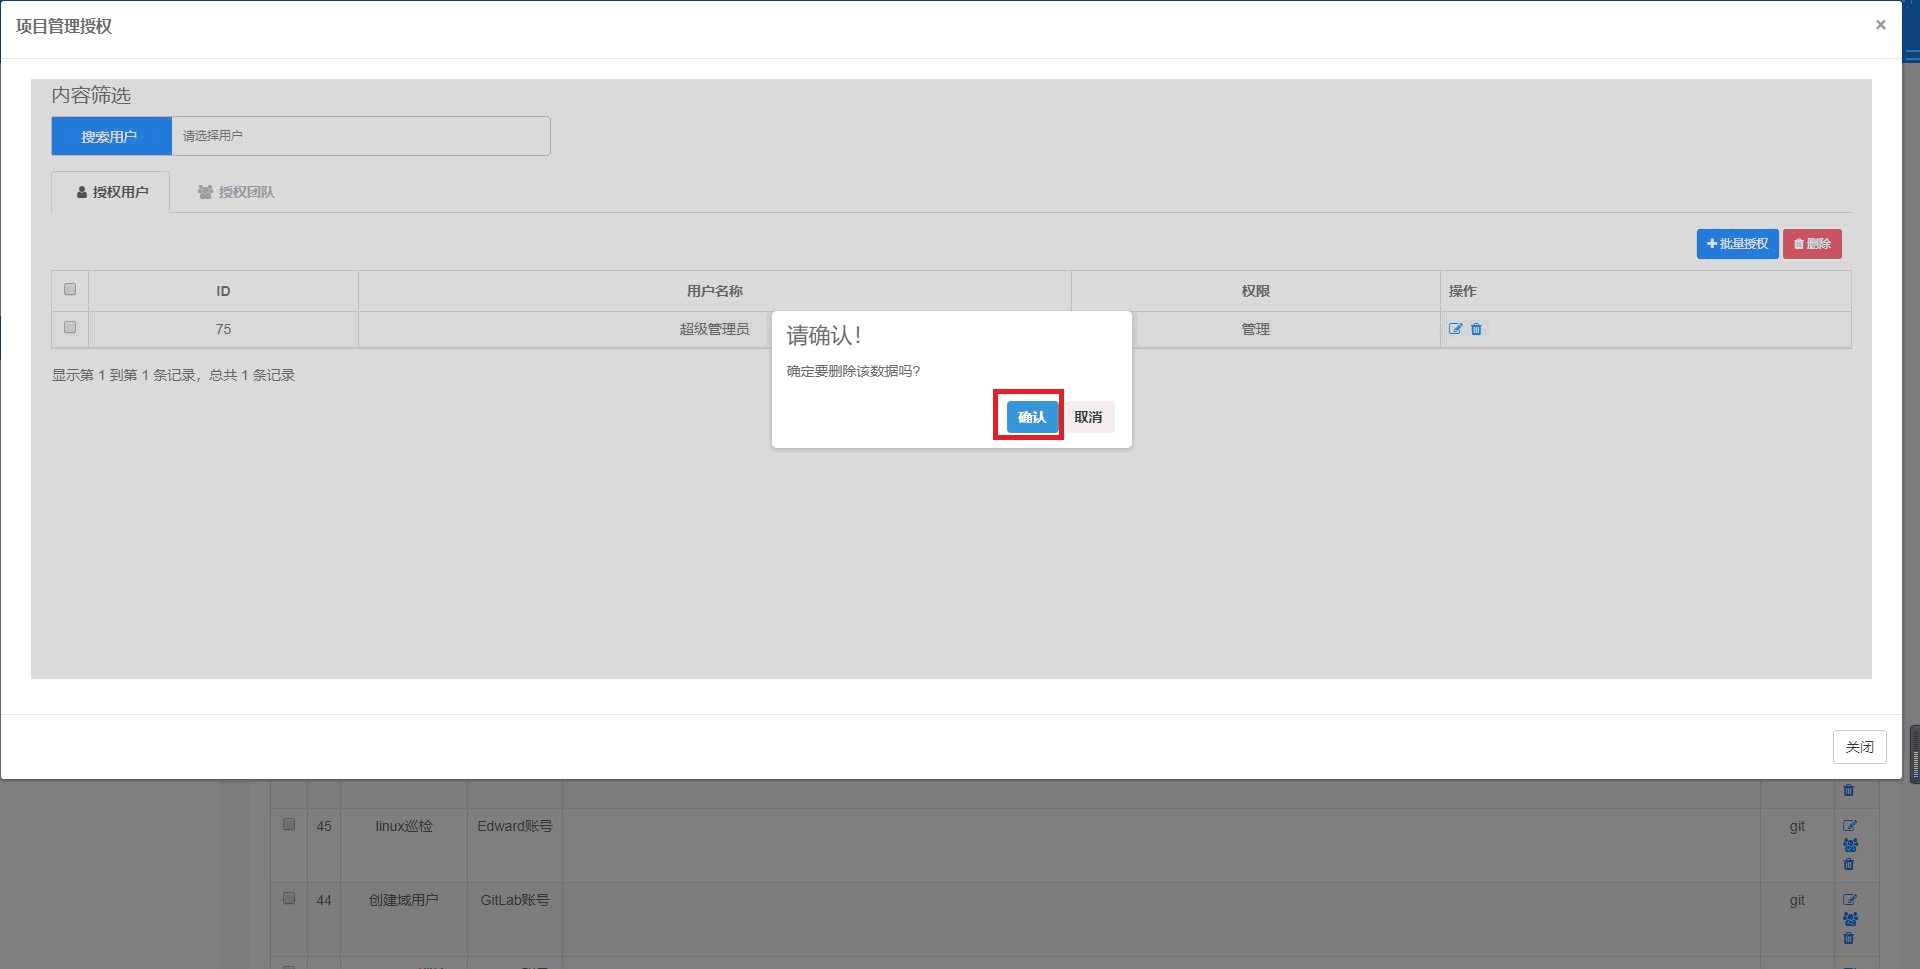 项目管理授权
×
内容筛选
搜索用户 请选择用户
授权用户 授权团队
批量授权 删除
ID 用户名称 权限 操作
75 超级管理员 管理
显示第 1 到第 1 条记录，总共 1 条记录
请确认！
确定要删除该数据吗?
确认 取消
关闭
45 linux巡检 Edward账号 git
44 创建域用户 GitLab账号 git